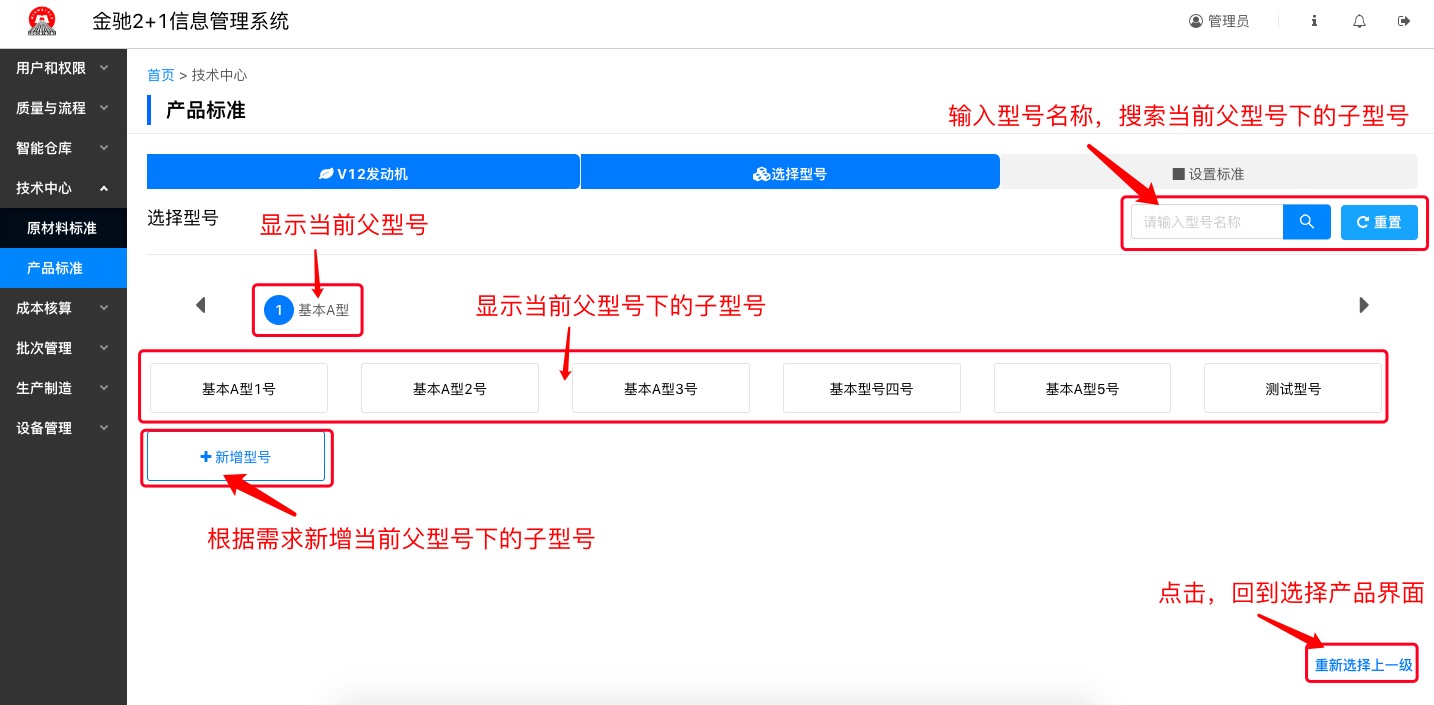 金驰2+1信息管理系统
管理员
用户和权限
质量与流程
智能仓库
技术中心
原材料标准
产品标准
成本核算
批次管理
生产制造
设备管理
首页 > 技术中心
产品标准
输入型号名称，搜索当前父型号下的子型号
V12发动机
选择型号
设置标准
选择型号
显示当前父型号
请输入型号名称
重置
1 基本A型
显示当前父型号下的子型号
基本A型1号
基本A型2号
基本A型3号
基本型号四号
基本A型5号
测试型号
新增型号
根据需求新增当前父型号下的子型号
点击，回到选择产品界面
重新选择上一级